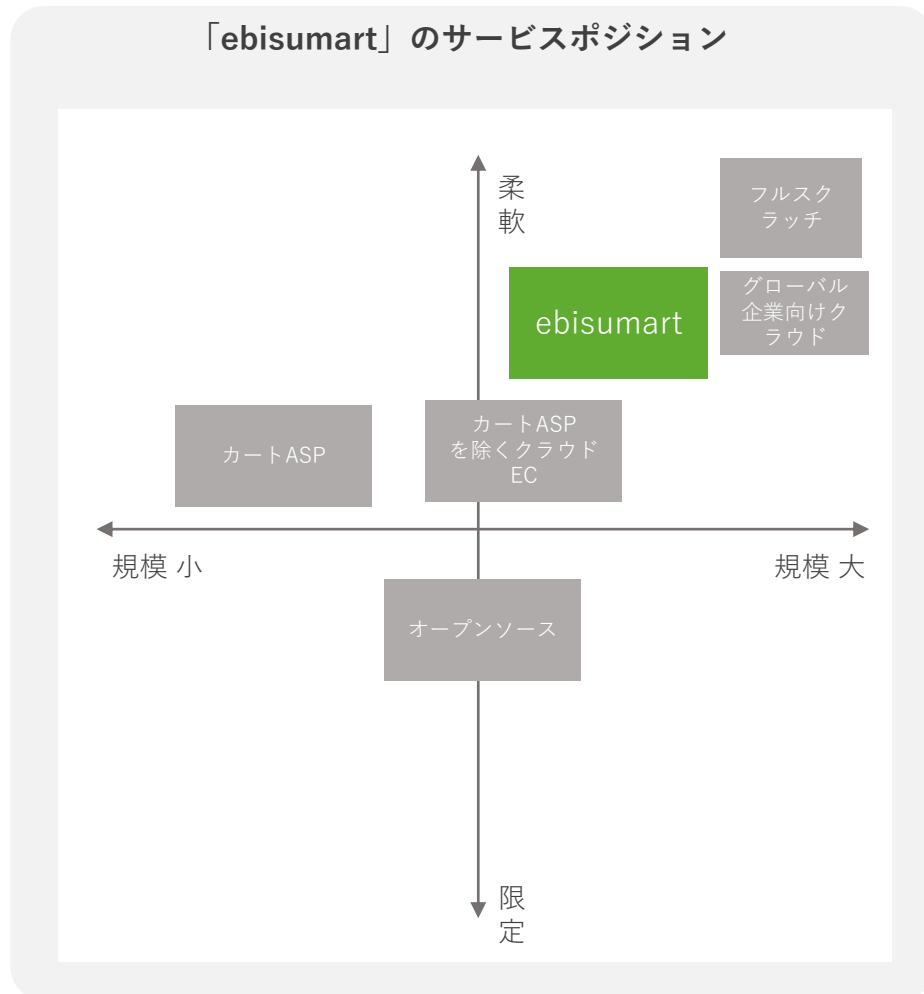 「ebisumart」のサービスポジション
柔
軟
フルスク
ラッチ
グローバル
企業向けク
ラウド
ebisumart
カートASP
カートASP
を除くクラウド
EC
規模 小
規模 大
オープンソース
限
定